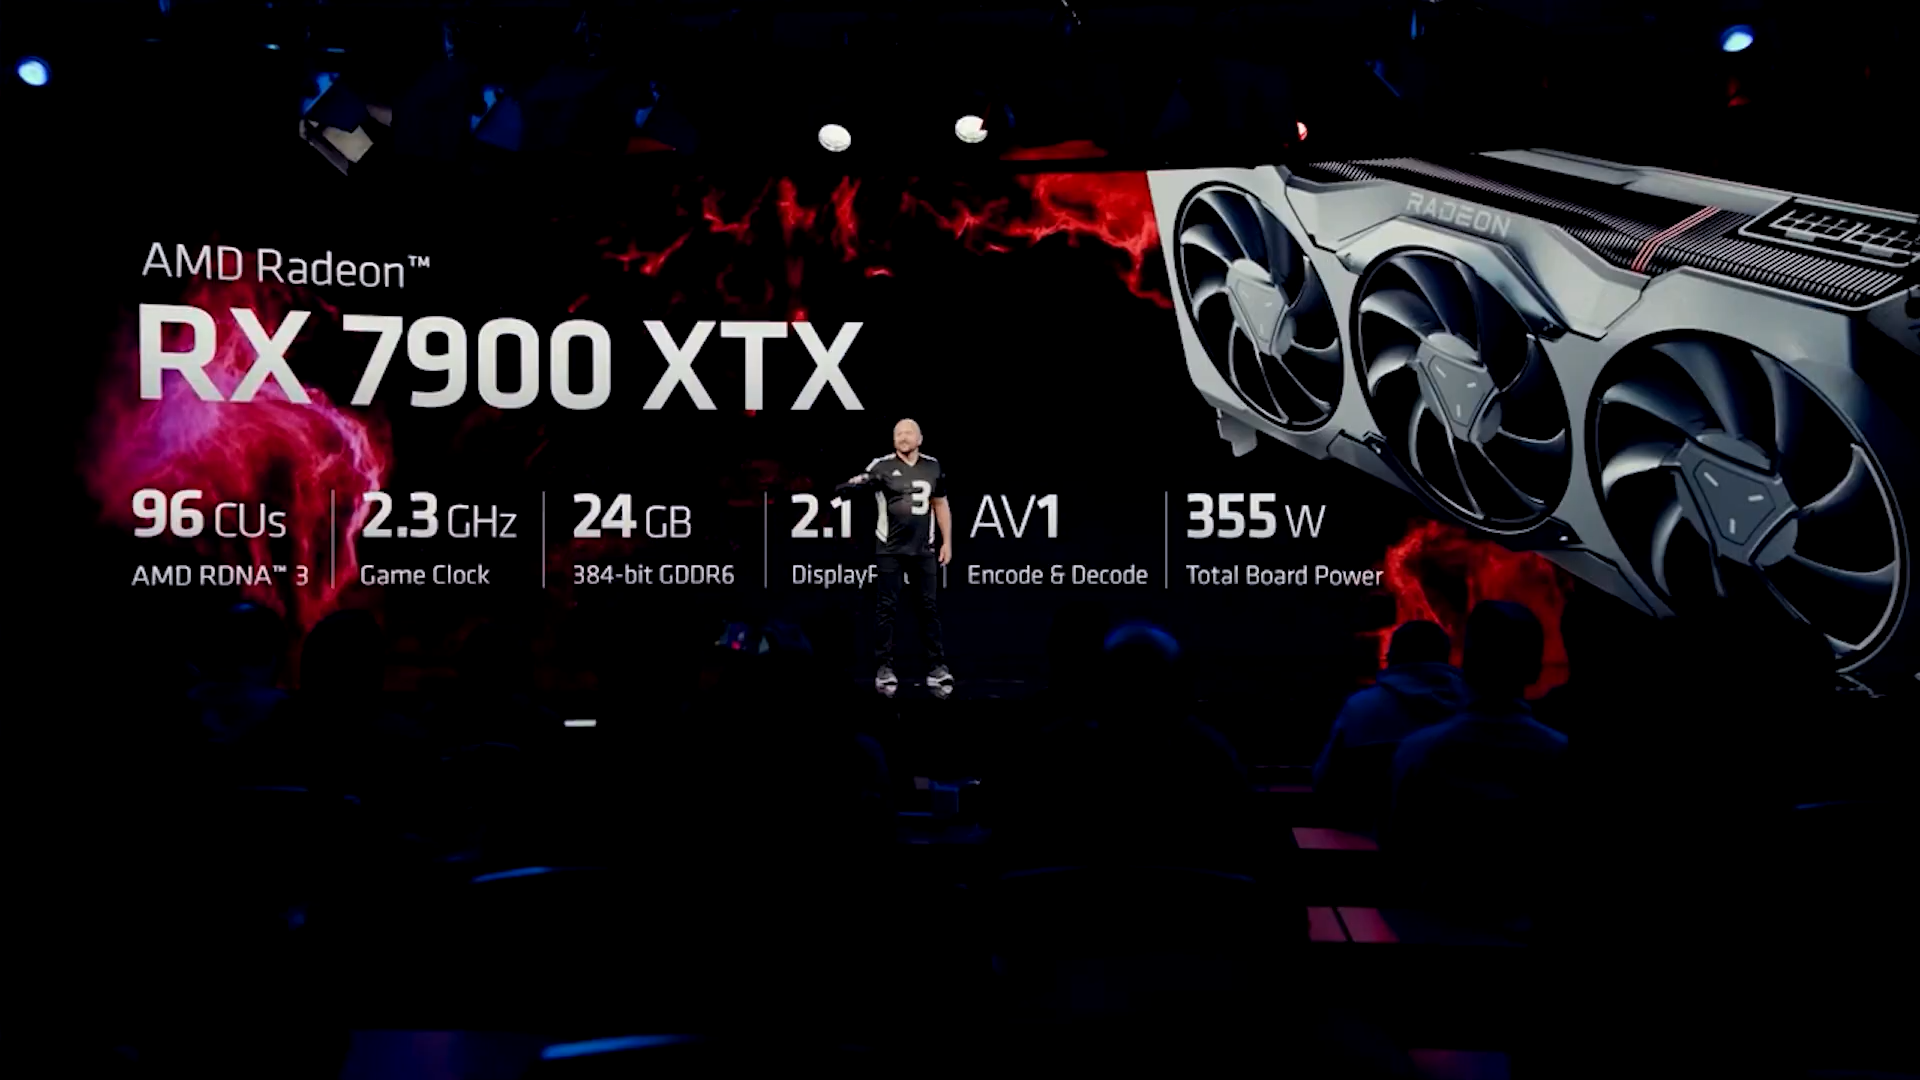 AMD Radeon™
RX 7900 XTX
96 CUs
AMD RDNA™ 3
2.3 GHz
Game Clock
24 GB
384-bit GDDR6
2.1
AV1
Encode & Decode
355 W
Total Board Power
3
RADEON